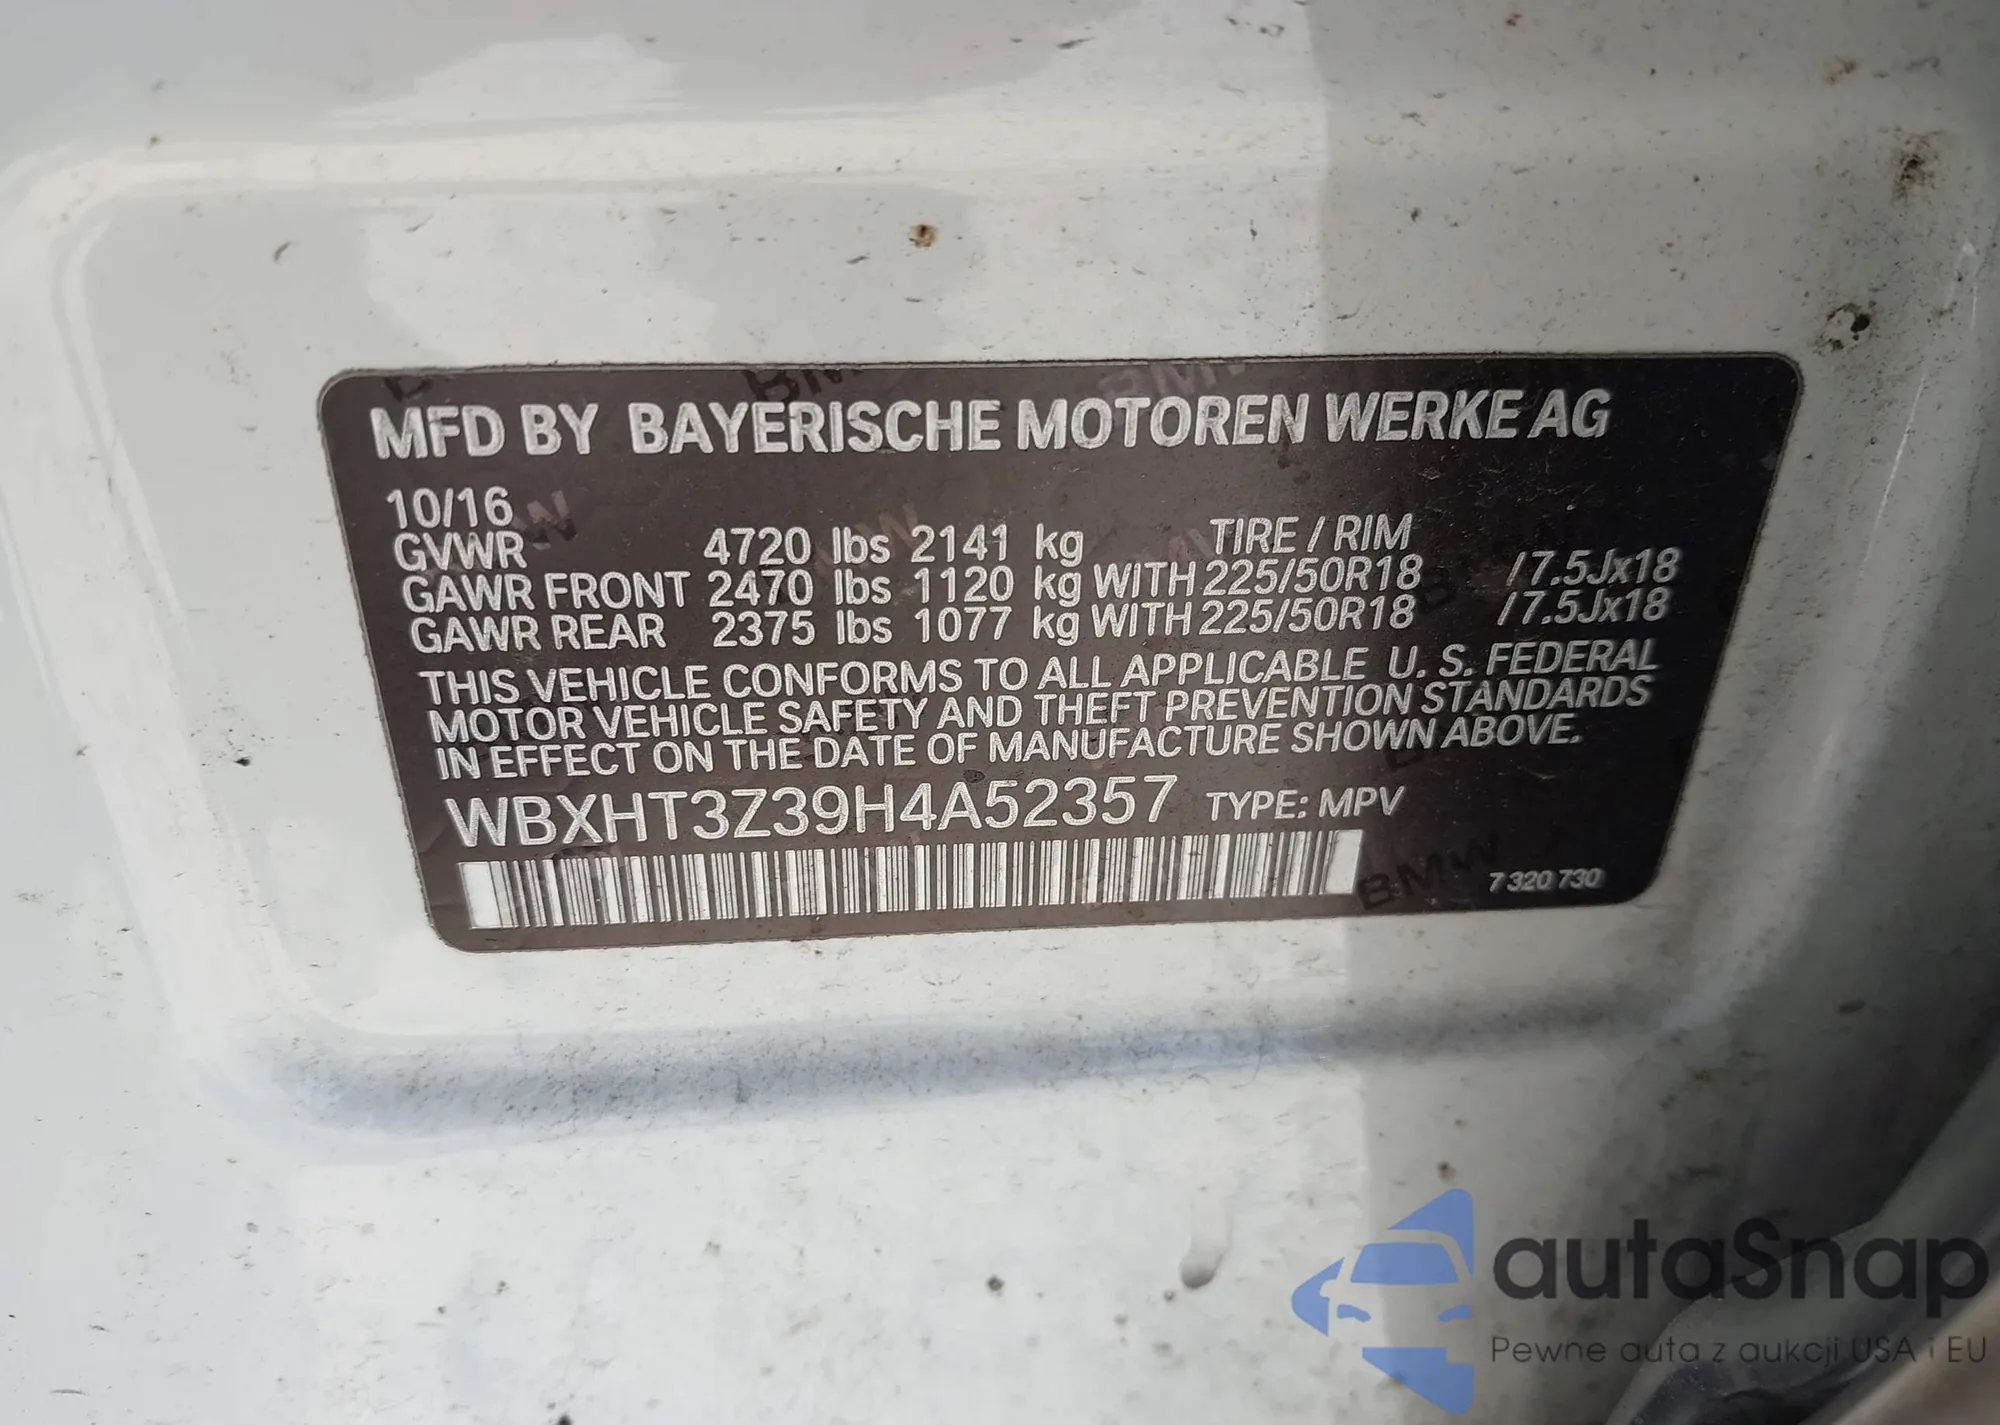 MFD BY BAYERISCHE MOTOREN WERKE AG
10/16
GVWR 4720 lbs 2141 kg TIRE / RIM
GAWR FRONT 2470 lbs 1120 kg WITH 225/50R18 /7.5Jx18
GAWR REAR 2375 lbs 1077 kg WITH 225/50R18 /7.5Jx18
THIS VEHICLE CONFORMS TO ALL APPLICABLE U. S. FEDERAL
MOTOR VEHICLE SAFETY AND THEFT PREVENTION STANDARDS
IN EFFECT ON THE DATE OF MANUFACTURE SHOWN ABOVE.
WBXHT3Z39H4A52357 TYPE: MPV
BMW
7 320 730
autaSnap
Pewne auta z aukcji USA i EU